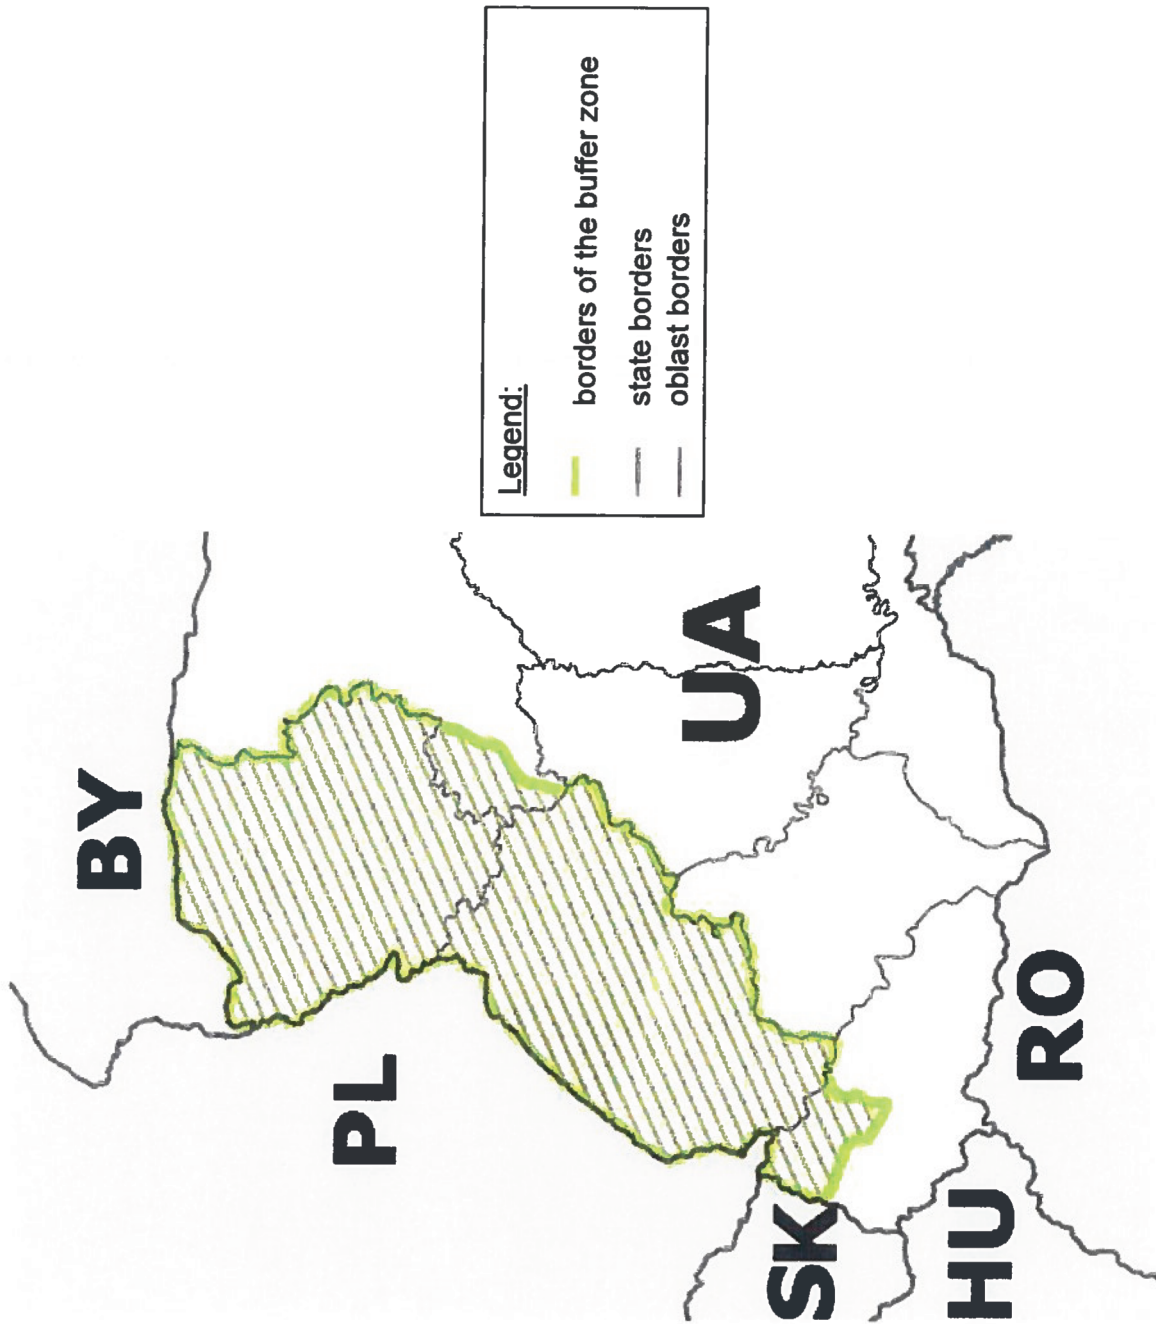 BY
PL
UA
SK
HU
RO
Legend:
borders of the buffer zone
state borders
oblast borders